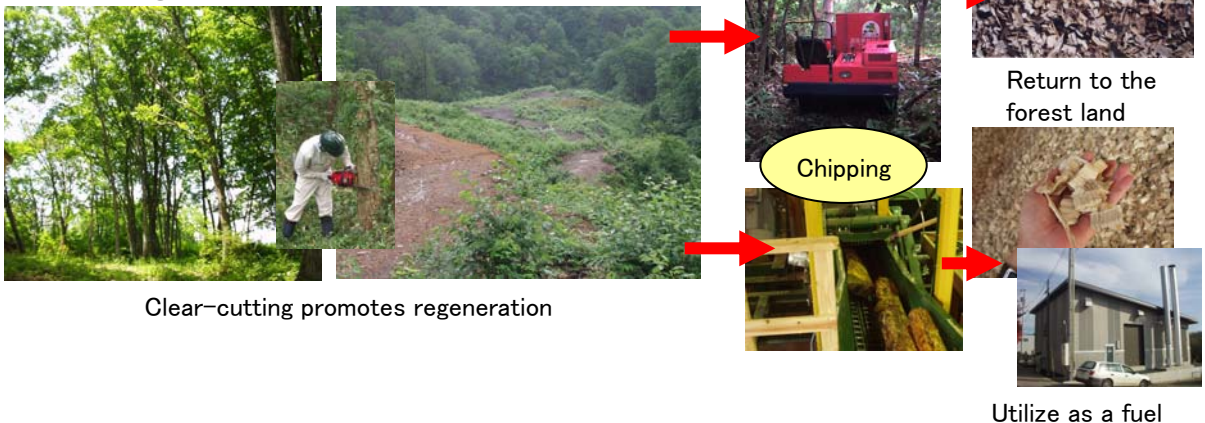 Return to the
forest land
Chipping
Clear-cutting promotes regeneration
Utilize as a fuel